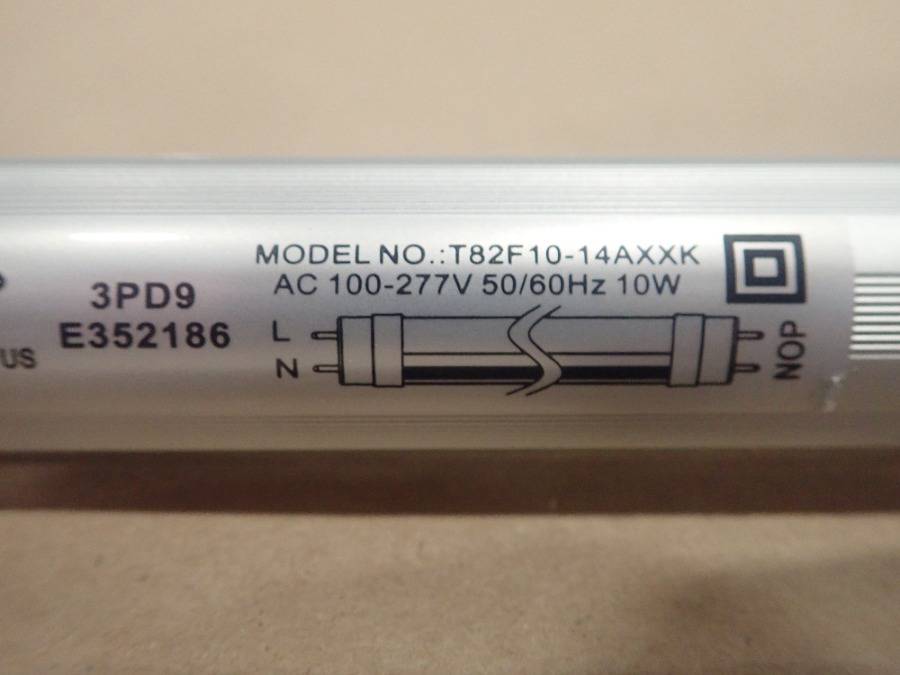 MODEL NO.:T82F10-14AXXK
AC 100-277V 50/60Hz 10W
3PD9
E352186
US
L
N
NOP